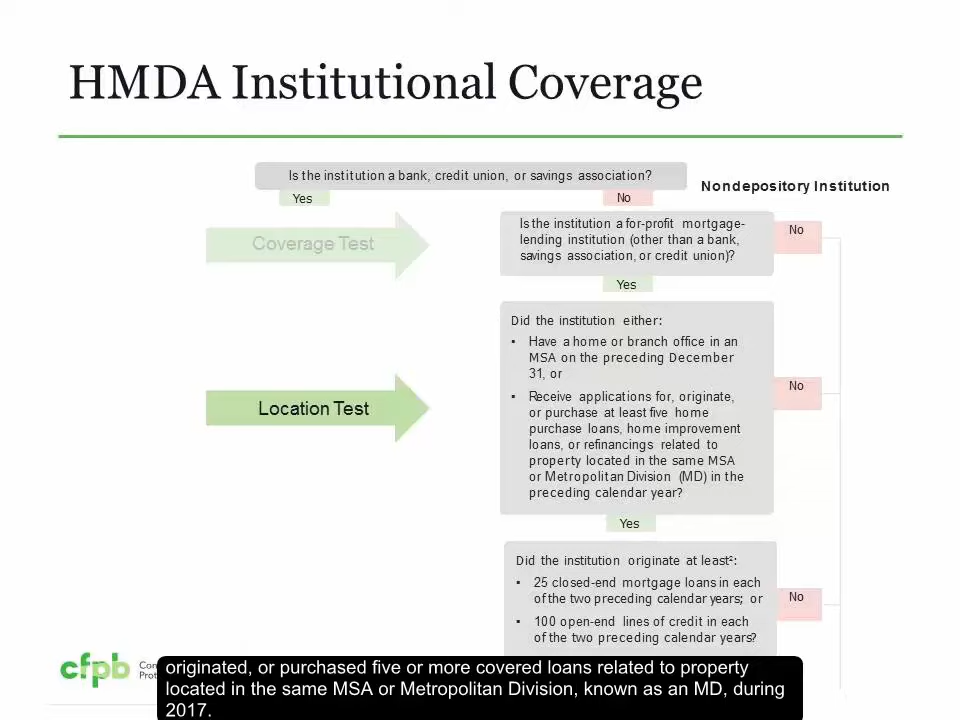 HMDA Institutional Coverage
Is the institution a bank, credit union, or savings association?
Nondepository Institution
Yes
No
Coverage Test
Is the institution a for-profit mortgage-
lending institution (other than a bank,
savings association, or credit union)?
No
Yes
Did the institution either:
▪ Have a home or branch office in an
MSA on the preceding December
31, or
▪ Receive applications for, originate,
or purchase at least five home
purchase loans, home improvement
loans, or refinancings related to
property located in the same MSA
or Metropolitan Division (MD) in the
preceding calendar year?
No
Location Test
Yes
Did the institution originate at least²:
▪ 25 closed-end mortgage loans in each
of the two preceding calendar years; or
▪ 100 open-end lines of credit in each
of the two preceding calendar years?
No
cfpb
originated, or purchased five or more covered loans related to property
located in the same MSA or Metropolitan Division, known as an MD, during
2017.